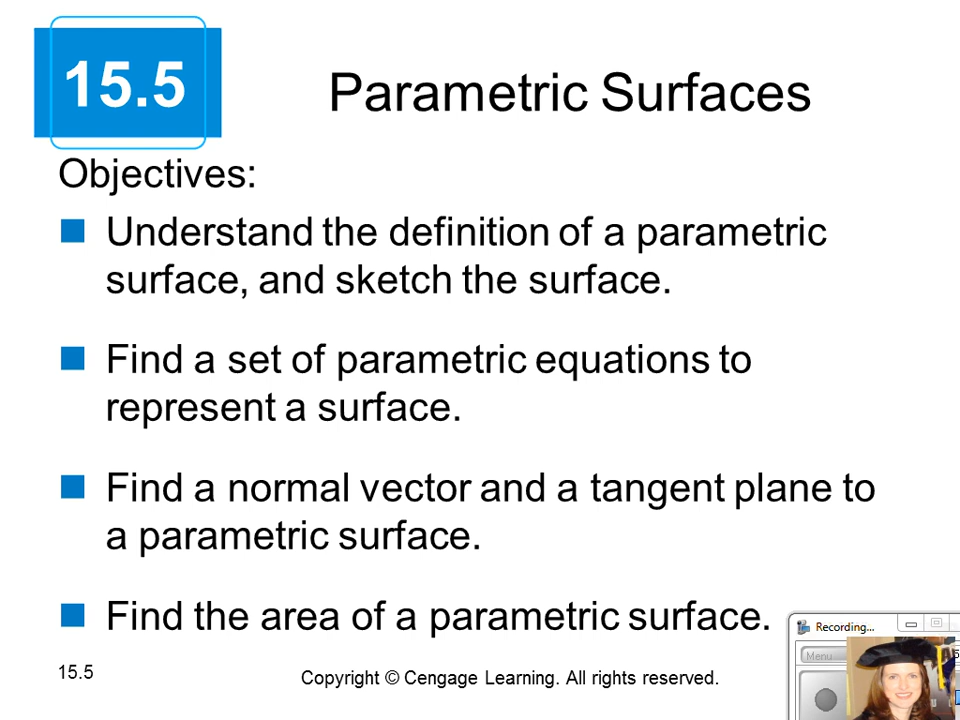 15.5
Parametric Surfaces
Objectives:
Understand the definition of a parametric
surface, and sketch the surface.
Find a set of parametric equations to
represent a surface.
Find a normal vector and a tangent plane to
a parametric surface.
Find the area of a parametric surface.
Recording...
Menu
15.5
Copyright © Cengage Learning. All rights reserved.